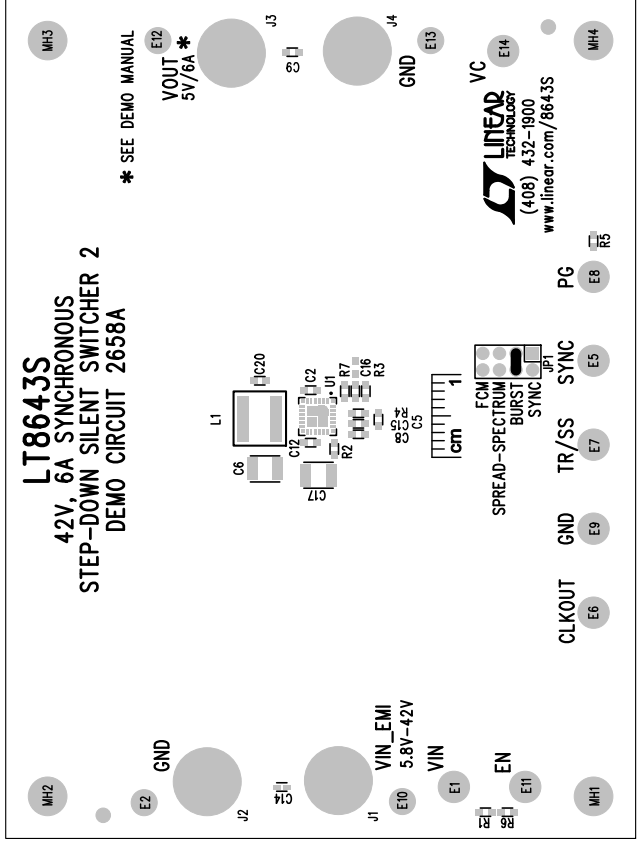 LT8643S
42V, 6A SYNCHRONOUS
STEP-DOWN SILENT SWITCHER 2
DEMO CIRCUIT 2658A
MH2
E2
GND
J2
C14
J1
VIN_EMI
5.8V-42V
E10
VIN
E1
EN
E11
R1
R6
MH1
MH3
E12
VOUT
5V/6A *
* SEE DEMO MANUAL
J3
C9
J4
GND
E13
VC
E14
MH4
LINEAR
TECHNOLOGY
(408) 432-1900
www.linear.com/8643S
L1
C20
C6
C12
C2
U1
C17
R2
R7
C16
R3
R4
C15
C8
C5
cm
1
FCM
SPREAD-SPECTRUM
BURST
SYNC
JP1
CLKOUT
E6
GND
E9
TR/SS
E7
SYNC
E5
PG
E8
R5